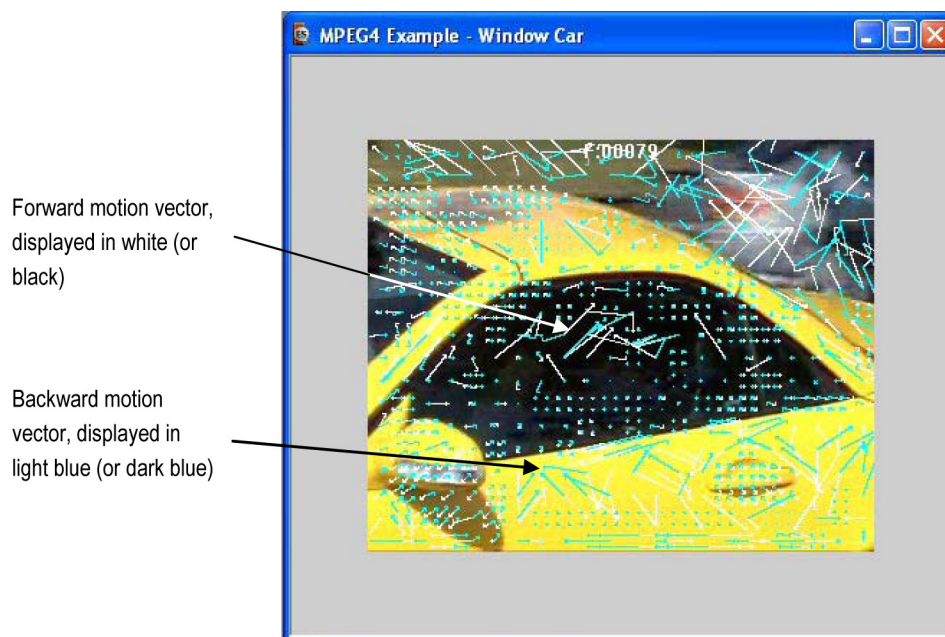 MPEG4 Example - Window Car
F:00079
Forward motion vector,
displayed in white (or
black)
Backward motion
vector, displayed in
light blue (or dark blue)